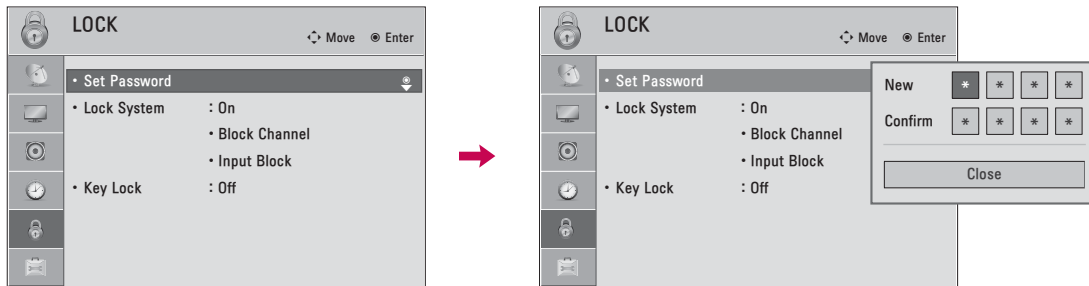 LOCK
Move Enter
• Set Password
• Lock System : On
• Block Channel
• Input Block
• Key Lock : Off
LOCK
Move Enter
• Set Password
• Lock System : On
• Block Channel
• Input Block
• Key Lock : Off
New * * * *
Confirm * * * *
Close